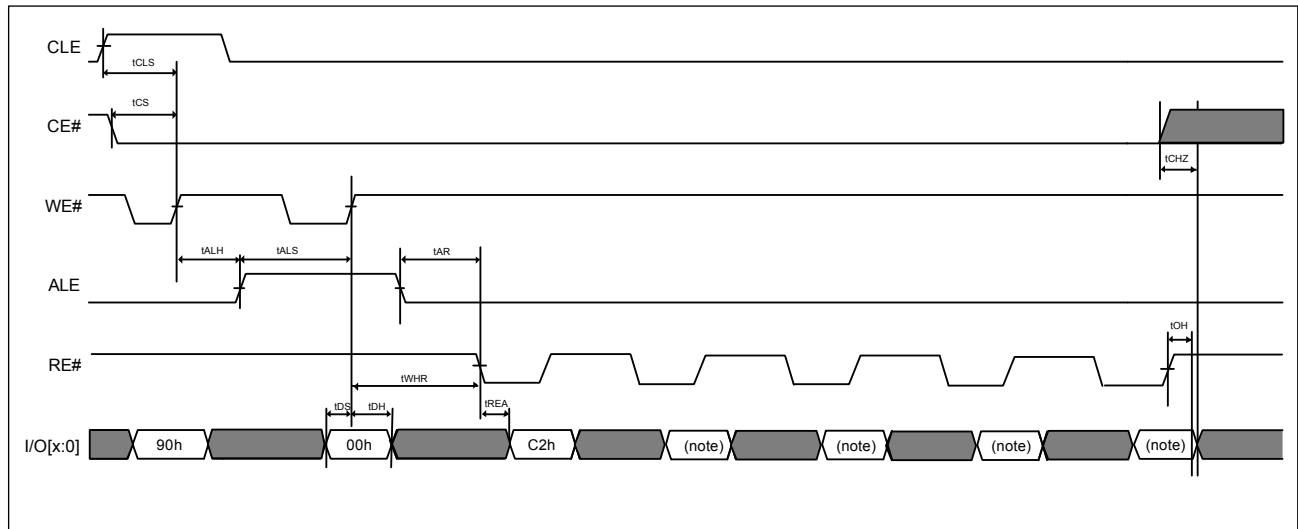 CLE
tCLS
tCS
CE#
tCHZ
WE#
tALH
tALS
tAR
ALE
tOH
RE#
tWHR
tDS
tDH
tREA
I/O[x:0]
90h
00h
C2h
(note)
(note)
(note)
(note)